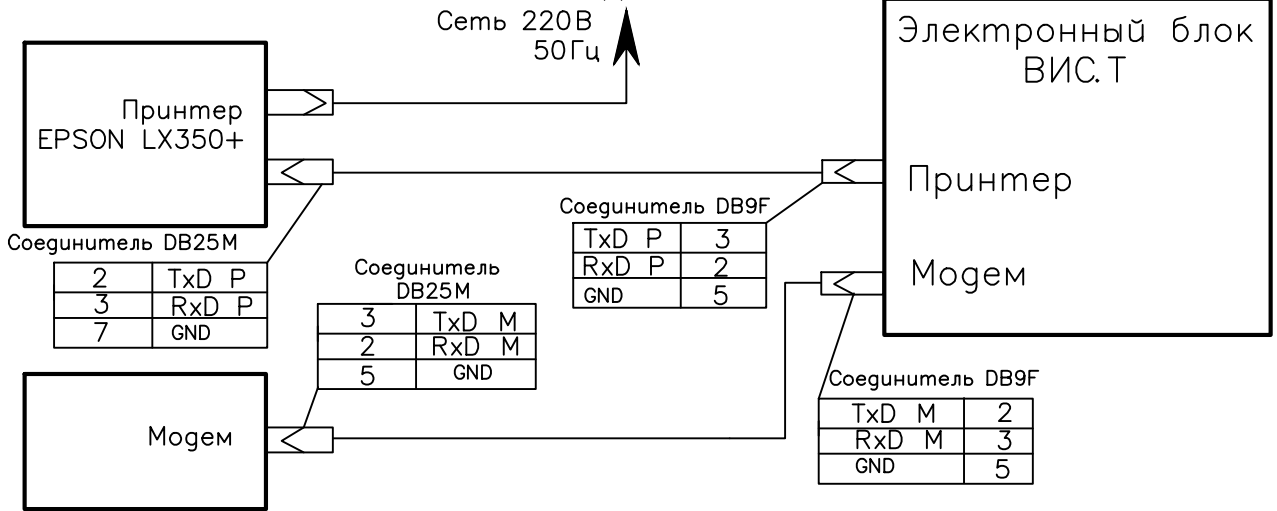 Сеть 220В
50Гц
Электронный блок
ВИС.Т
Принтер
EPSON LX350+
Принтер
Модем
Соединитель DB25M
2 TxD P
3 RxD P
7 GND
Соединитель DB9F
TxD P 3
RxD P 2
GND 5
Соединитель
DB25M
3 TxD M
2 RxD M
5 GND
Модем
Соединитель DB9F
TxD M 2
RxD M 3
GND 5